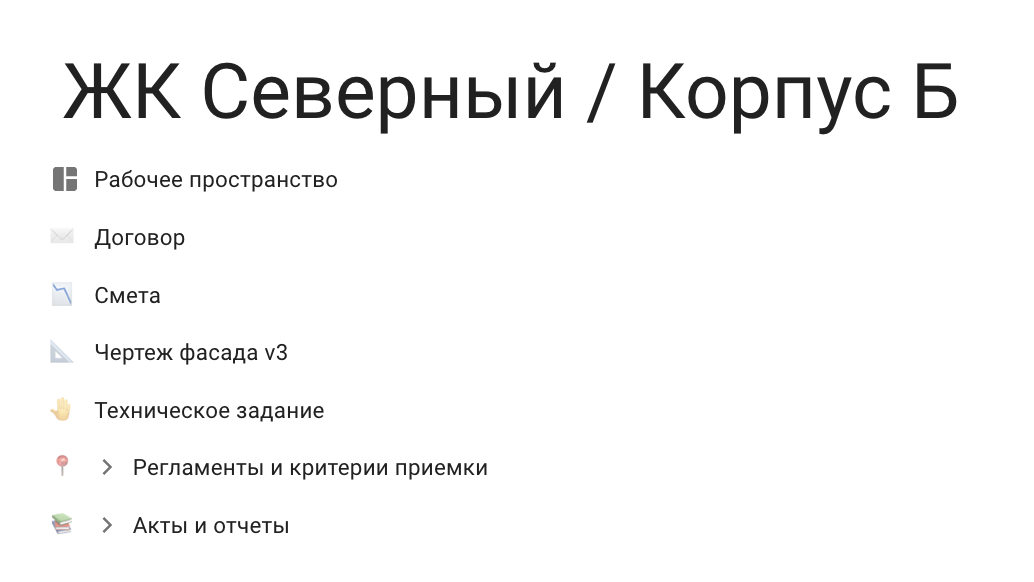 ЖК Северный / Корпус Б
Рабочее пространство
Договор
Смета
Чертеж фасада v3
Техническое задание
Регламенты и критерии приемки
Акты и отчеты